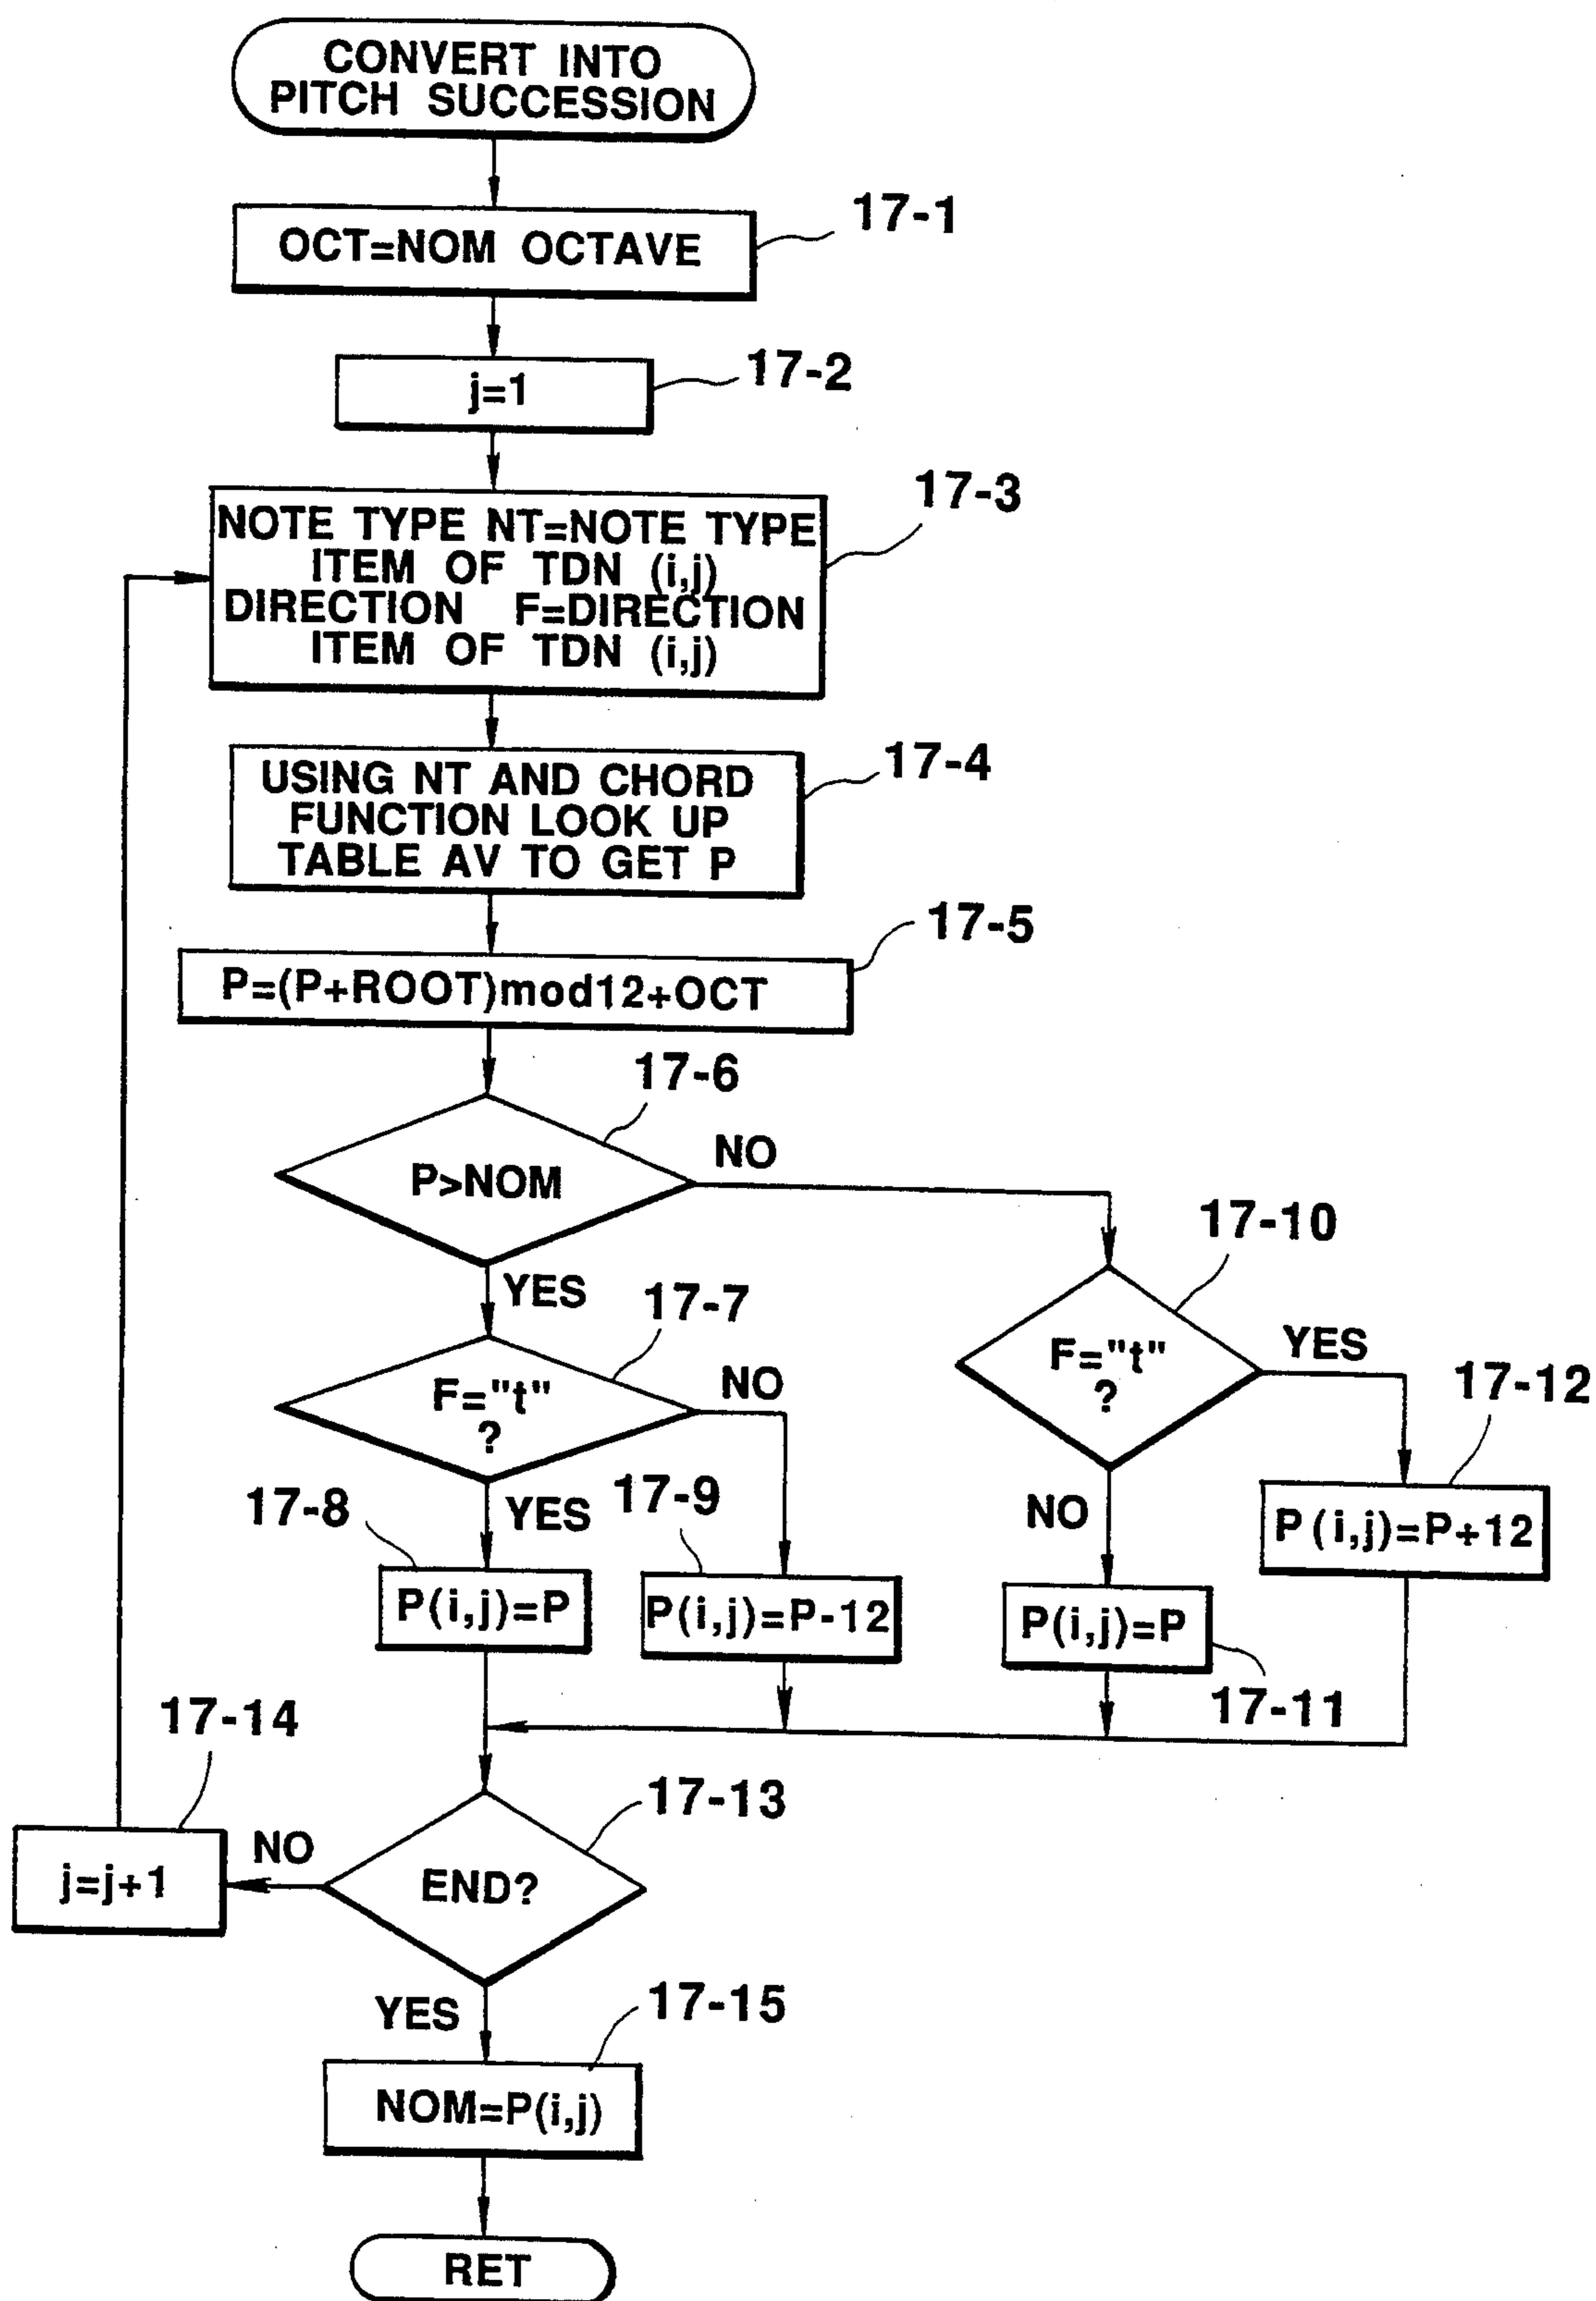 CONVERT INTO
PITCH SUCCESSION
17-1
OCT=NOM OCTAVE
17-2
j=1
17-3
NOTE TYPE NT=NOTE TYPE
ITEM OF TDN (i,j)
DIRECTION F=DIRECTION
ITEM OF TDN (i,j)
17-4
USING NT AND CHORD
FUNCTION LOOK UP
TABLE AV TO GET P
17-5
P=(P+ROOT)mod12+OCT
17-6
P>NOM
NO
YES
17-10
F="t"
?
YES
NO
17-7
F="t"
?
NO
YES
17-12
P(i,j)=P+12
17-8
P(i,j)=P
17-9
P(i,j)=P-12
P(i,j)=P
17-11
17-14
j=j+1
NO
17-13
END?
YES
17-15
NOM=P(i,j)
RET